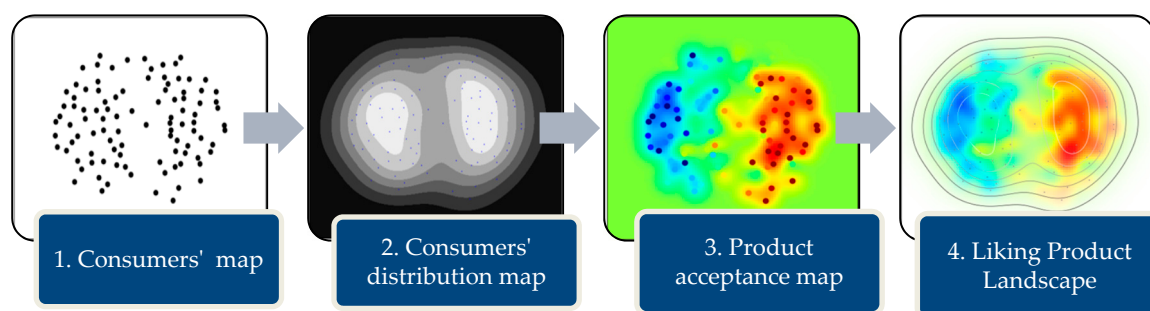 1. Consumers' map
2. Consumers'
distribution map
3. Product
acceptance map
4. Liking Product
Landscape